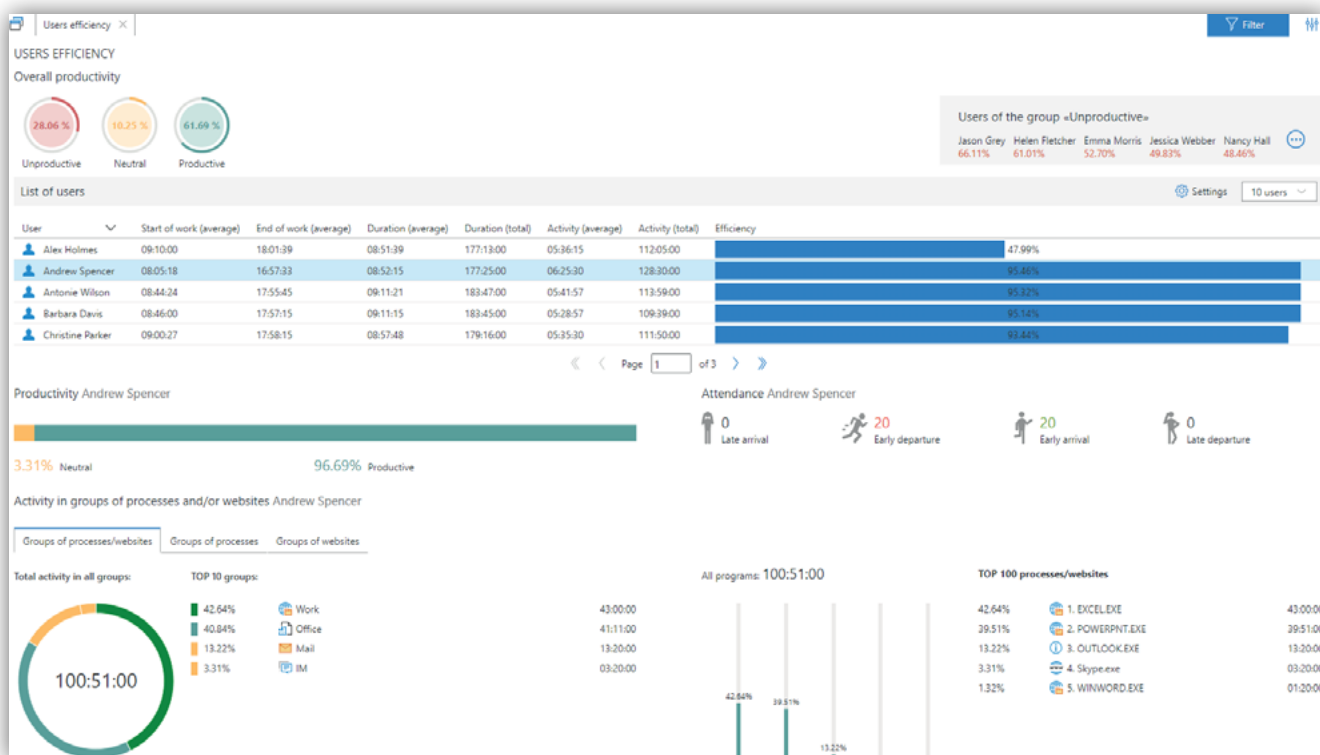 Users efficiency
Filter
USERS EFFICIENCY
Overall productivity
28.06 % 10.25 % 61.69 %
Unproductive Neutral Productive
Users of the group «Unproductive»
Jason Grey Helen Fletcher Emma Morris Jessica Webber Nancy Hall
66.11% 61.01% 52.70% 49.83% 48.46%
List of users
Settings 10 users
User Start of work (average) End of work (average) Duration (average) Duration (total) Activity (average) Activity (total) Efficiency
Alex Holmes 09:10:00 18:01:39 08:51:39 177:13:00 05:36:15 112:05:00 47.99%
Andrew Spencer 08:05:18 16:57:33 08:52:15 177:25:00 06:25:30 128:30:00 95.46%
Antonie Wilson 08:44:24 17:55:45 09:11:21 183:47:00 05:41:57 113:59:00 95.32%
Barbara Davis 08:46:00 17:57:15 09:11:15 183:45:00 05:28:57 109:39:00 95.14%
Christine Parker 09:00:27 17:58:15 08:57:48 179:16:00 05:35:30 111:50:00 93.44%
Page 1 of 3
Productivity Andrew Spencer
3.31% Neutral 96.69% Productive
Attendance Andrew Spencer
0 Late arrival
20 Early departure
20 Early arrival
0 Late departure
Activity in groups of processes and/or websites Andrew Spencer
Groups of processes/websites Groups of processes Groups of websites
Total activity in all groups:
100:51:00
TOP 10 groups:
42.64% Work 43:00:00
40.84% Office 41:11:00
13.22% Mail 13:20:00
3.31% IM 03:20:00
All programs: 100:51:00
42.64%
39.51%
13.22%
TOP 100 processes/websites
42.64% 1. EXCEL.EXE 43:00:00
39.51% 2. POWERPNT.EXE 39:51:00
13.22% 3. OUTLOOK.EXE 13:20:00
3.31% 4. Skype.exe 03:20:00
1.32% 5. WINWORD.EXE 01:20:00